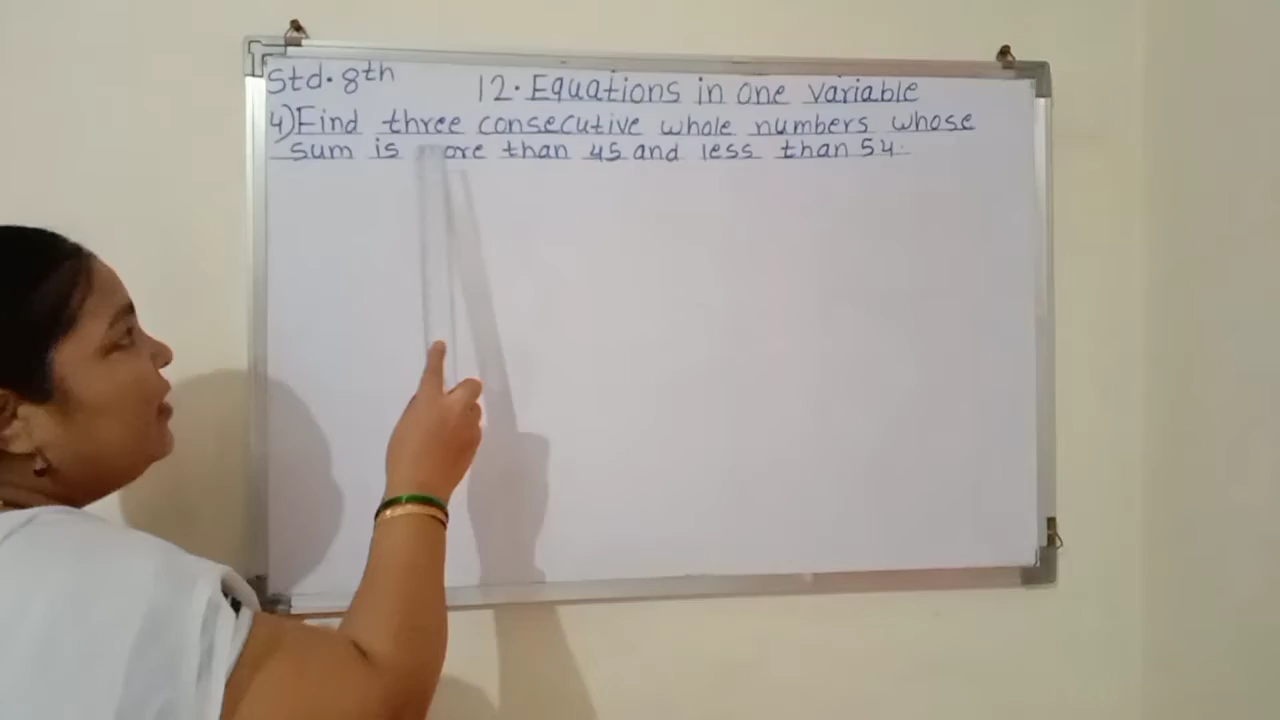 Std. 8th
12. Equations in one variable
4) Find three consecutive whole numbers whose
sum is more than 45 and less than 54.